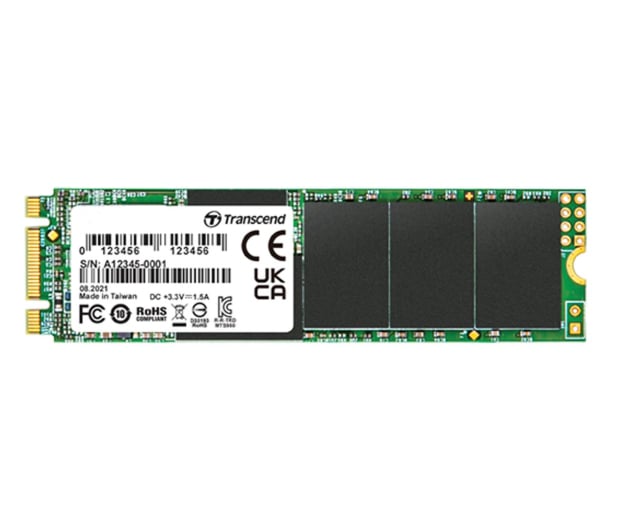 Transcend
0 123456 123456
S/N: A12345-0001
08.2021
Made in Taiwan DC +3.3V⎓1.5A
CE
UK
CA
FC
10
RoHS
COMPLIANT